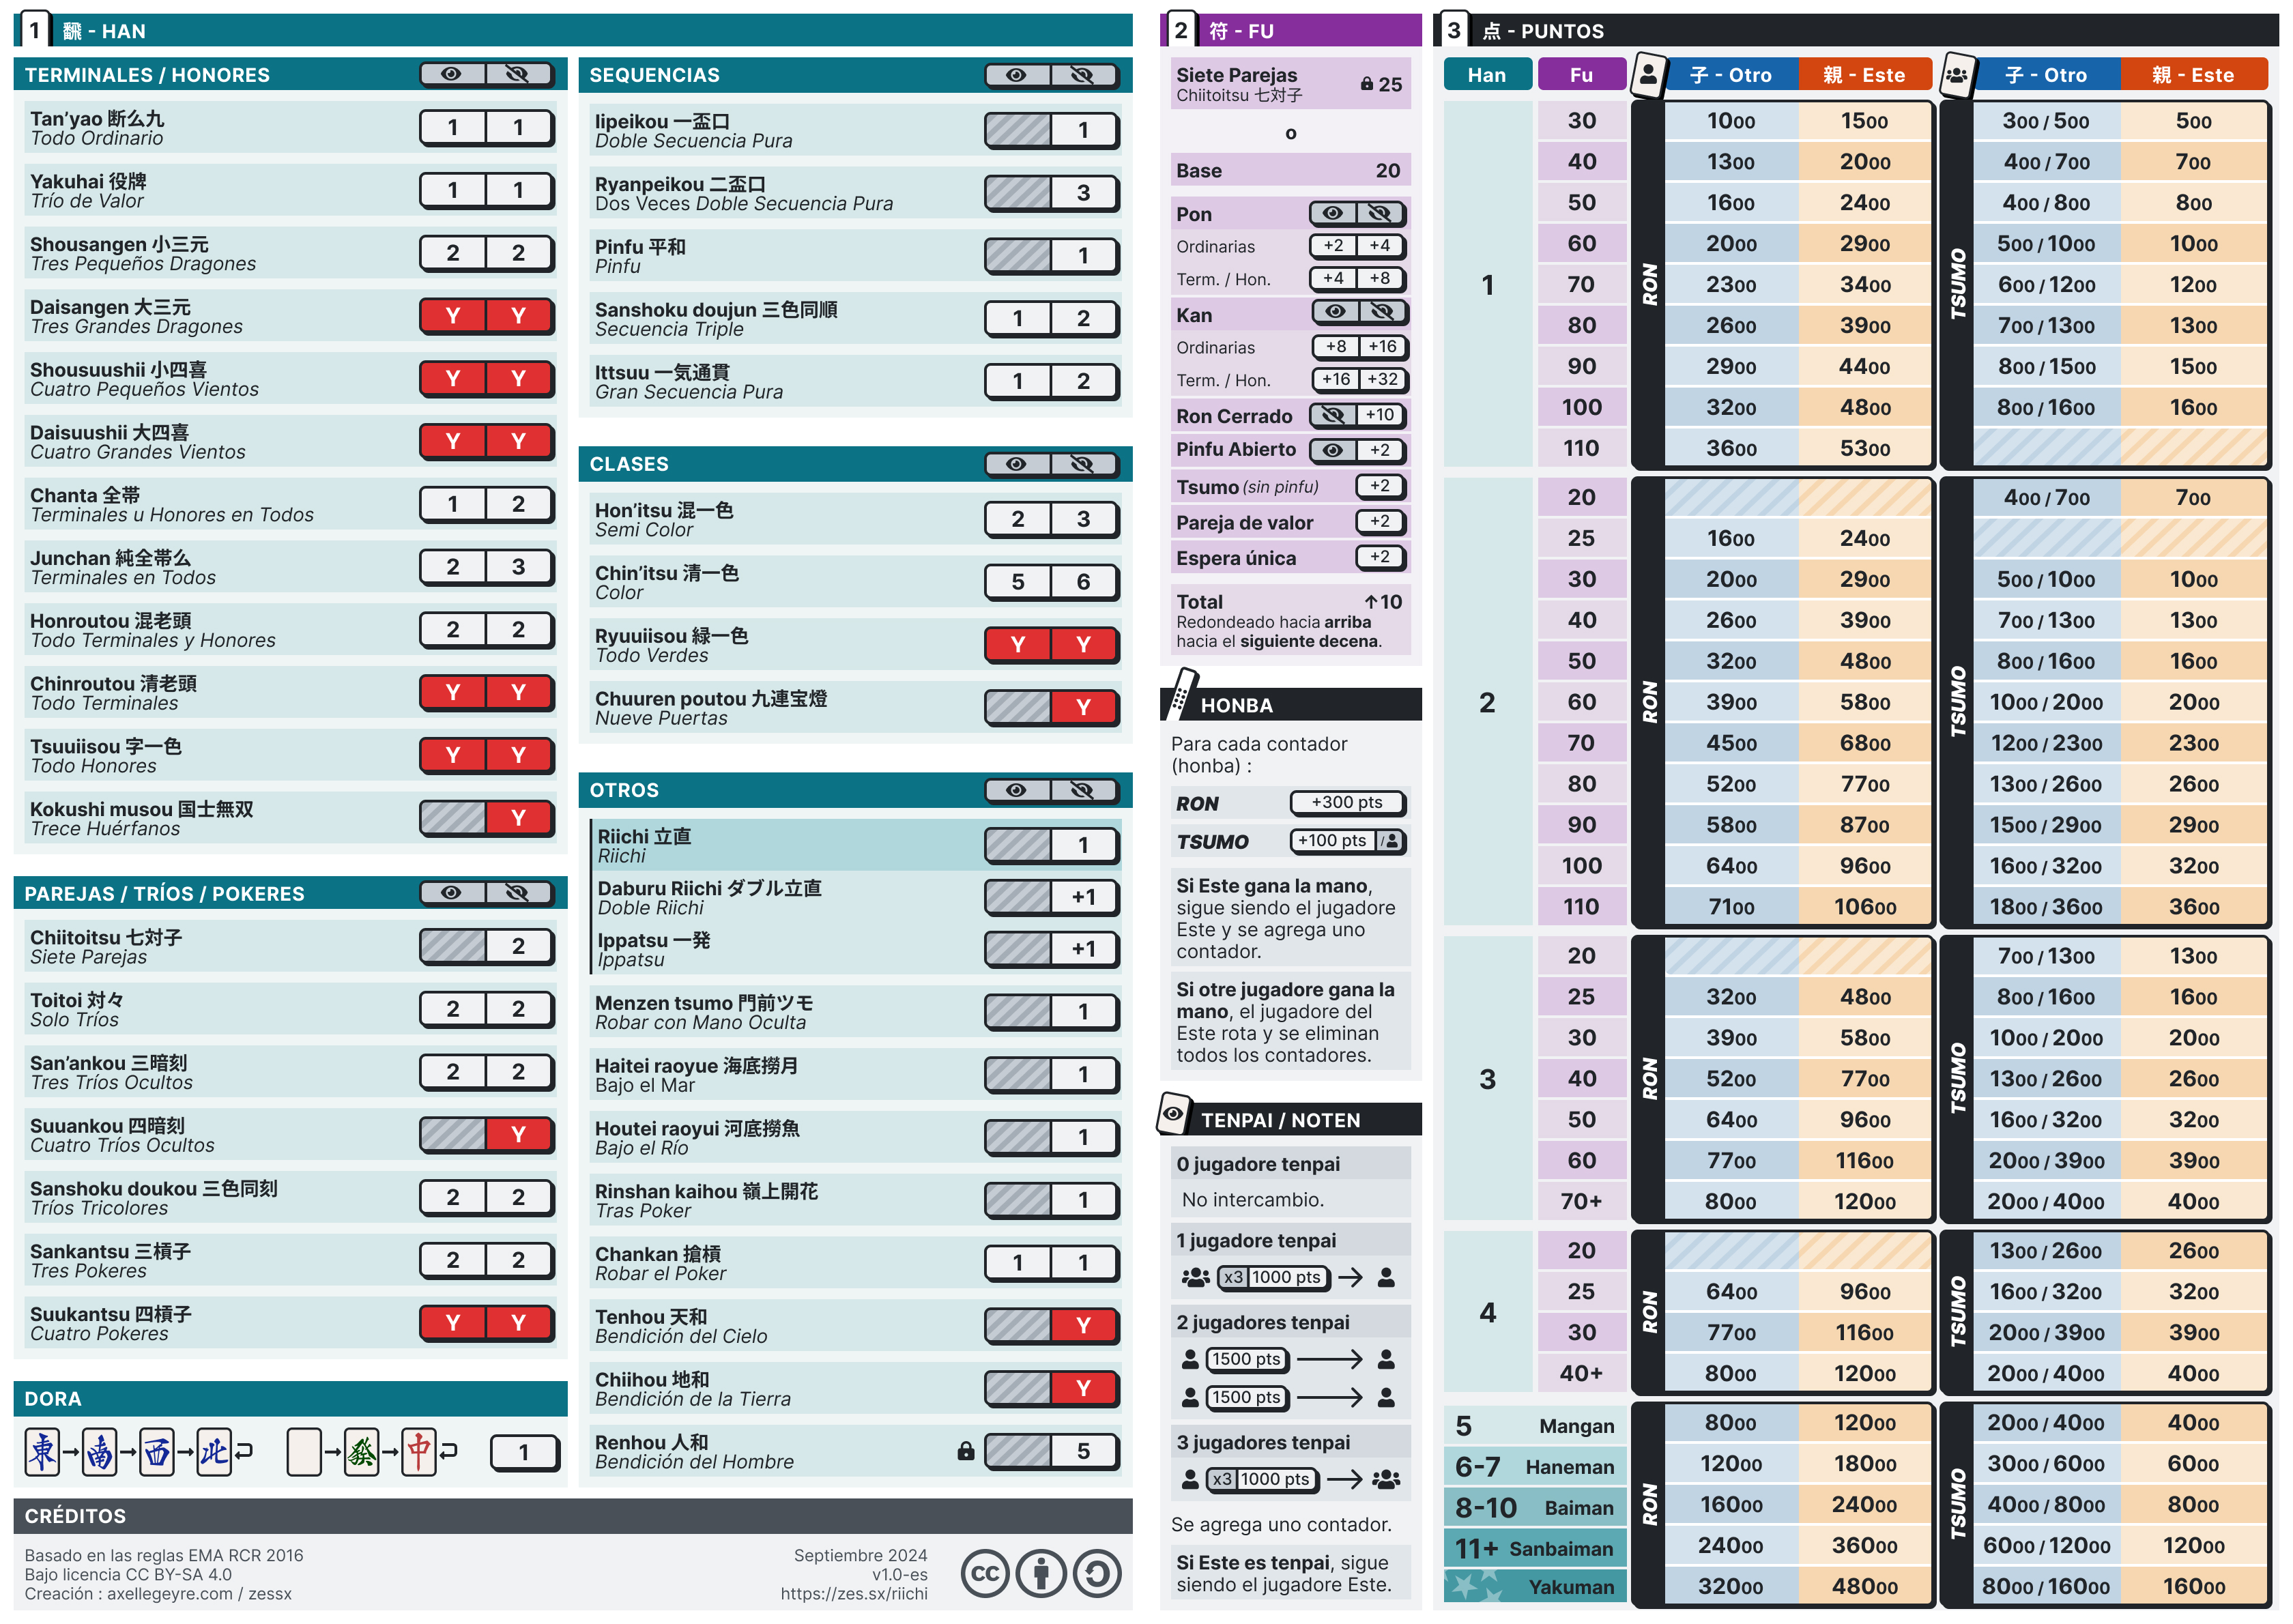 1 飜 - HAN
TERMINALES / HONORES
Tan’yao 断么九 1 1
Todo Ordinario
Yakuhai 役牌 1 1
Trío de Valor
Shousangen 小三元 2 2
Tres Pequeños Dragones
Daisangen 大三元 Y Y
Tres Grandes Dragones
Shousuushii 小四喜 Y Y
Cuatro Pequeños Vientos
Daisuushii 大四喜 Y Y
Cuatro Grandes Vientos
Chanta 全帯 1 2
Terminales u Honores en Todos
Junchan 純全帯么 2 3
Terminales en Todos
Honroutou 混老頭 2 2
Todo Terminales y Honores
Chinroutou 清老頭 Y Y
Todo Terminales
Tsuuiisou 字一色 Y Y
Todo Honores
Kokushi musou 国士無双 Y
Trece Huérfanos
PAREJAS / TRÍOS / POKERES
Chiitoitsu 七対子 2
Siete Parejas
Toitoi 対々 2 2
Solo Tríos
San’ankou 三暗刻 2 2
Tres Tríos Ocultos
Suuankou 四暗刻 Y
Cuatro Tríos Ocultos
Sanshoku doukou 三色同刻 2 2
Tríos Tricolores
Sankantsu 三槓子 2 2
Tres Pokeres
Suukantsu 四槓子 Y Y
Cuatro Pokeres
DORA
東 南 西 北 發 中 1
SEQUENCIAS
Iipeikou 一盃口 1
Doble Secuencia Pura
Ryanpeikou 二盃口 3
Dos Veces Doble Secuencia Pura
Pinfu 平和 1
Pinfu
Sanshoku doujun 三色同順 1 2
Secuencia Triple
Ittsuu 一気通貫 1 2
Gran Secuencia Pura
CLASES
Hon’itsu 混一色 2 3
Semi Color
Chin’itsu 清一色 5 6
Color
Ryuuiisou 緑一色 Y Y
Todo Verdes
Chuuren poutou 九連宝燈 Y
Nueve Puertas
OTROS
Riichi 立直 1
Riichi
Daburu Riichi ダブル立直 +1
Doble Riichi
Ippatsu 一発 +1
Ippatsu
Menzen tsumo 門前ツモ 1
Robar con Mano Oculta
Haitei raoyue 海底撈月 1
Bajo el Mar
Houtei raoyui 河底撈魚 1
Bajo el Río
Rinshan kaihou 嶺上開花 1
Tras Poker
Chankan 搶槓 1 1
Robar el Poker
Tenhou 天和 Y
Bendición del Cielo
Chiihou 地和 Y
Bendición de la Tierra
Renhou 人和 5
Bendición del Hombre
CRÉDITOS
Basado en las reglas EMA RCR 2016
Bajo licencia CC BY-SA 4.0
Creación : axellegeyre.com / zessx
Septiembre 2024
v1.0-es
https://zes.sx/riichi
CC
2 符 - FU
Siete Parejas 25
Chiitoitsu 七対子
o
Base 20
Pon
Ordinarias +2 +4
Term. / Hon. +4 +8
Kan
Ordinarias +8 +16
Term. / Hon. +16 +32
Ron Cerrado +10
Pinfu Abierto +2
Tsumo (sin pinfu) +2
Pareja de valor +2
Espera única +2
Total ↑10
Redondeado hacia arriba
hacia el siguiente decena.
HONBA
Para cada contador
(honba) :
RON +300 pts
TSUMO +100 pts /
Si Este gana la mano,
sigue siendo el jugadore
Este y se agrega uno
contador.
Si otre jugadore gana la
mano, el jugadore del
Este rota y se eliminan
todos los contadores.
TENPAI / NOTEN
0 jugadore tenpai
No intercambio.
1 jugadore tenpai
x3 1000 pts →
2 jugadores tenpai
1500 pts →
1500 pts →
3 jugadores tenpai
x3 1000 pts →
Se agrega uno contador.
Si Este es tenpai, sigue
siendo el jugadore Este.
3 点 - PUNTOS
Han Fu 子 - Otro 親 - Este 子 - Otro 親 - Este
1 RON TSUMO
30 1000 1500 300 / 500 500
40 1300 2000 400 / 700 700
50 1600 2400 400 / 800 800
60 2000 2900 500 / 1000 1000
70 2300 3400 600 / 1200 1200
80 2600 3900 700 / 1300 1300
90 2900 4400 800 / 1500 1500
100 3200 4800 800 / 1600 1600
110 3600 5300
2 RON TSUMO
20 400 / 700 700
25 1600 2400
30 2000 2900 500 / 1000 1000
40 2600 3900 700 / 1300 1300
50 3200 4800 800 / 1600 1600
60 3900 5800 1000 / 2000 2000
70 4500 6800 1200 / 2300 2300
80 5200 7700 1300 / 2600 2600
90 5800 8700 1500 / 2900 2900
100 6400 9600 1600 / 3200 3200
110 7100 10600 1800 / 3600 3600
3 RON TSUMO
20 700 / 1300 1300
25 3200 4800 800 / 1600 1600
30 3900 5800 1000 / 2000 2000
40 5200 7700 1300 / 2600 2600
50 6400 9600 1600 / 3200 3200
60 7700 11600 2000 / 3900 3900
70+ 8000 12000 2000 / 4000 4000
4 RON TSUMO
20 1300 / 2600 2600
25 6400 9600 1600 / 3200 3200
30 7700 11600 2000 / 3900 3900
40+ 8000 12000 2000 / 4000 4000
RON TSUMO
5 Mangan 8000 12000 2000 / 4000 4000
6-7 Haneman 12000 18000 3000 / 6000 6000
8-10 Baiman 16000 24000 4000 / 8000 8000
11+ Sanbaiman 24000 36000 6000 / 12000 12000
Yakuman 32000 48000 8000 / 16000 16000